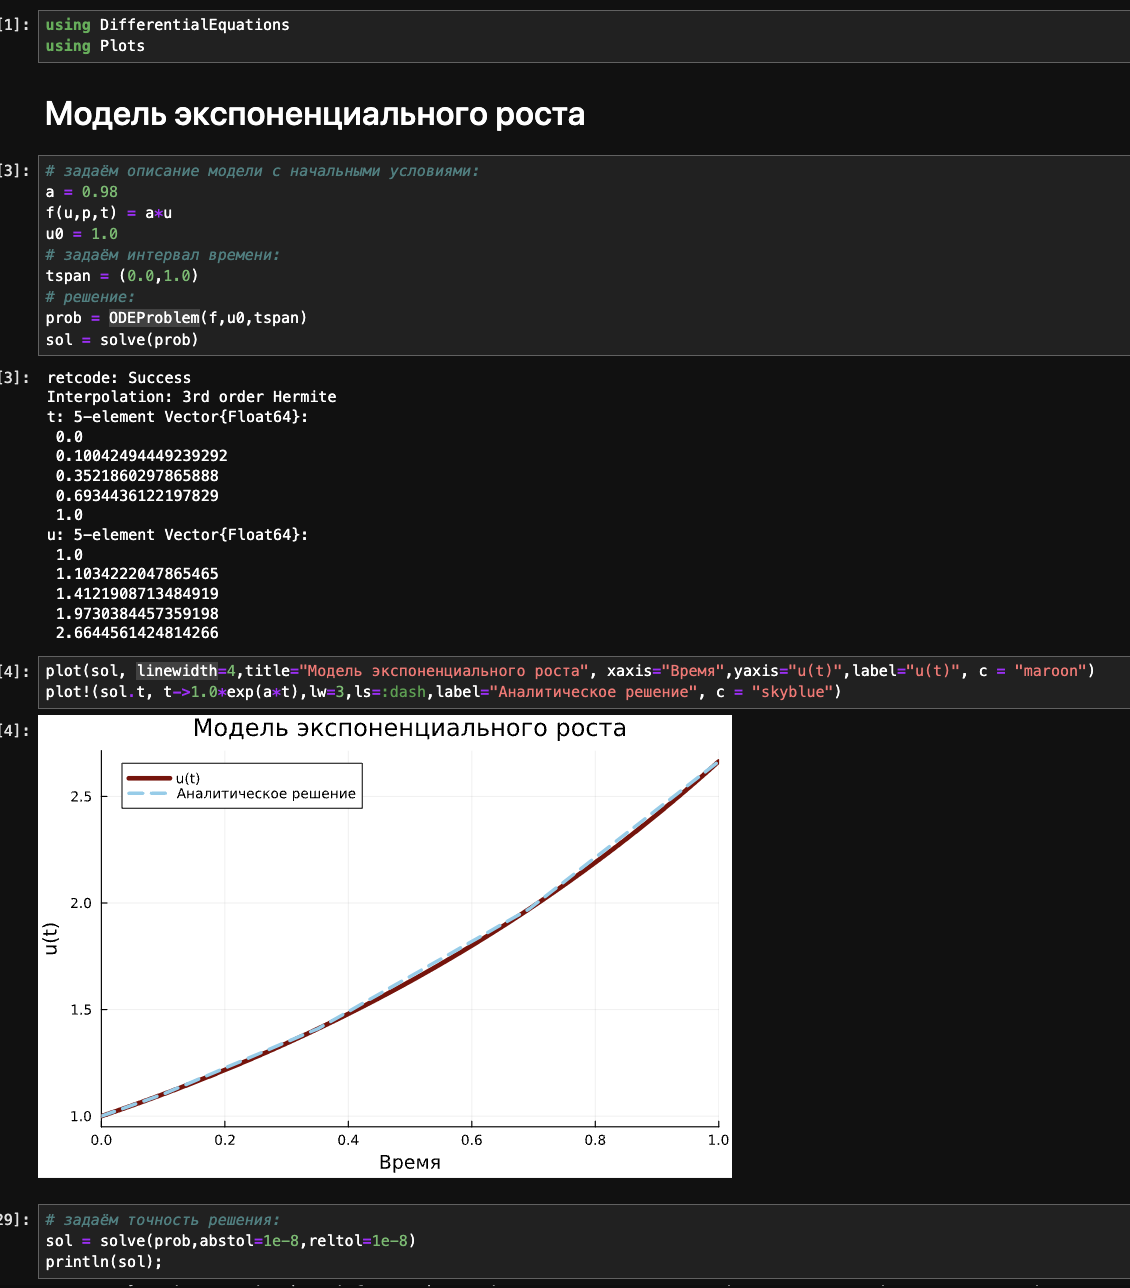 [1]:
using DifferentialEquations
using Plots
Модель экспоненциального роста
[3]:
# задаём описание модели с начальными условиями:
a = 0.98
f(u,p,t) = a*u
u0 = 1.0
# задаём интервал времени:
tspan = (0.0,1.0)
# решение:
prob = ODEProblem(f,u0,tspan)
sol = solve(prob)
[3]:
retcode: Success
Interpolation: 3rd order Hermite
t: 5-element Vector{Float64}:
0.0
0.10042494449239292
0.3521860297865888
0.6934436122197829
1.0
u: 5-element Vector{Float64}:
1.0
1.1034222047865465
1.4121908713484919
1.9730384457359198
2.6644561424814266
[4]:
plot(sol, linewidth=4,title="Модель экспоненциального роста", xaxis="Время",yaxis="u(t)",label="u(t)", c = "maroon")
plot!(sol.t, t->1.0*exp(a*t),lw=3,ls=:dash,label="Аналитическое решение", c = "skyblue")
[4]:
Модель экспоненциального роста
u(t)
Аналитическое решение
2.5
2.0
1.5
1.0
u(t)
0.0 0.2 0.4 0.6 0.8 1.0
Время
29]:
# задаём точность решения:
sol = solve(prob,abstol=1e-8,reltol=1e-8)
println(sol);